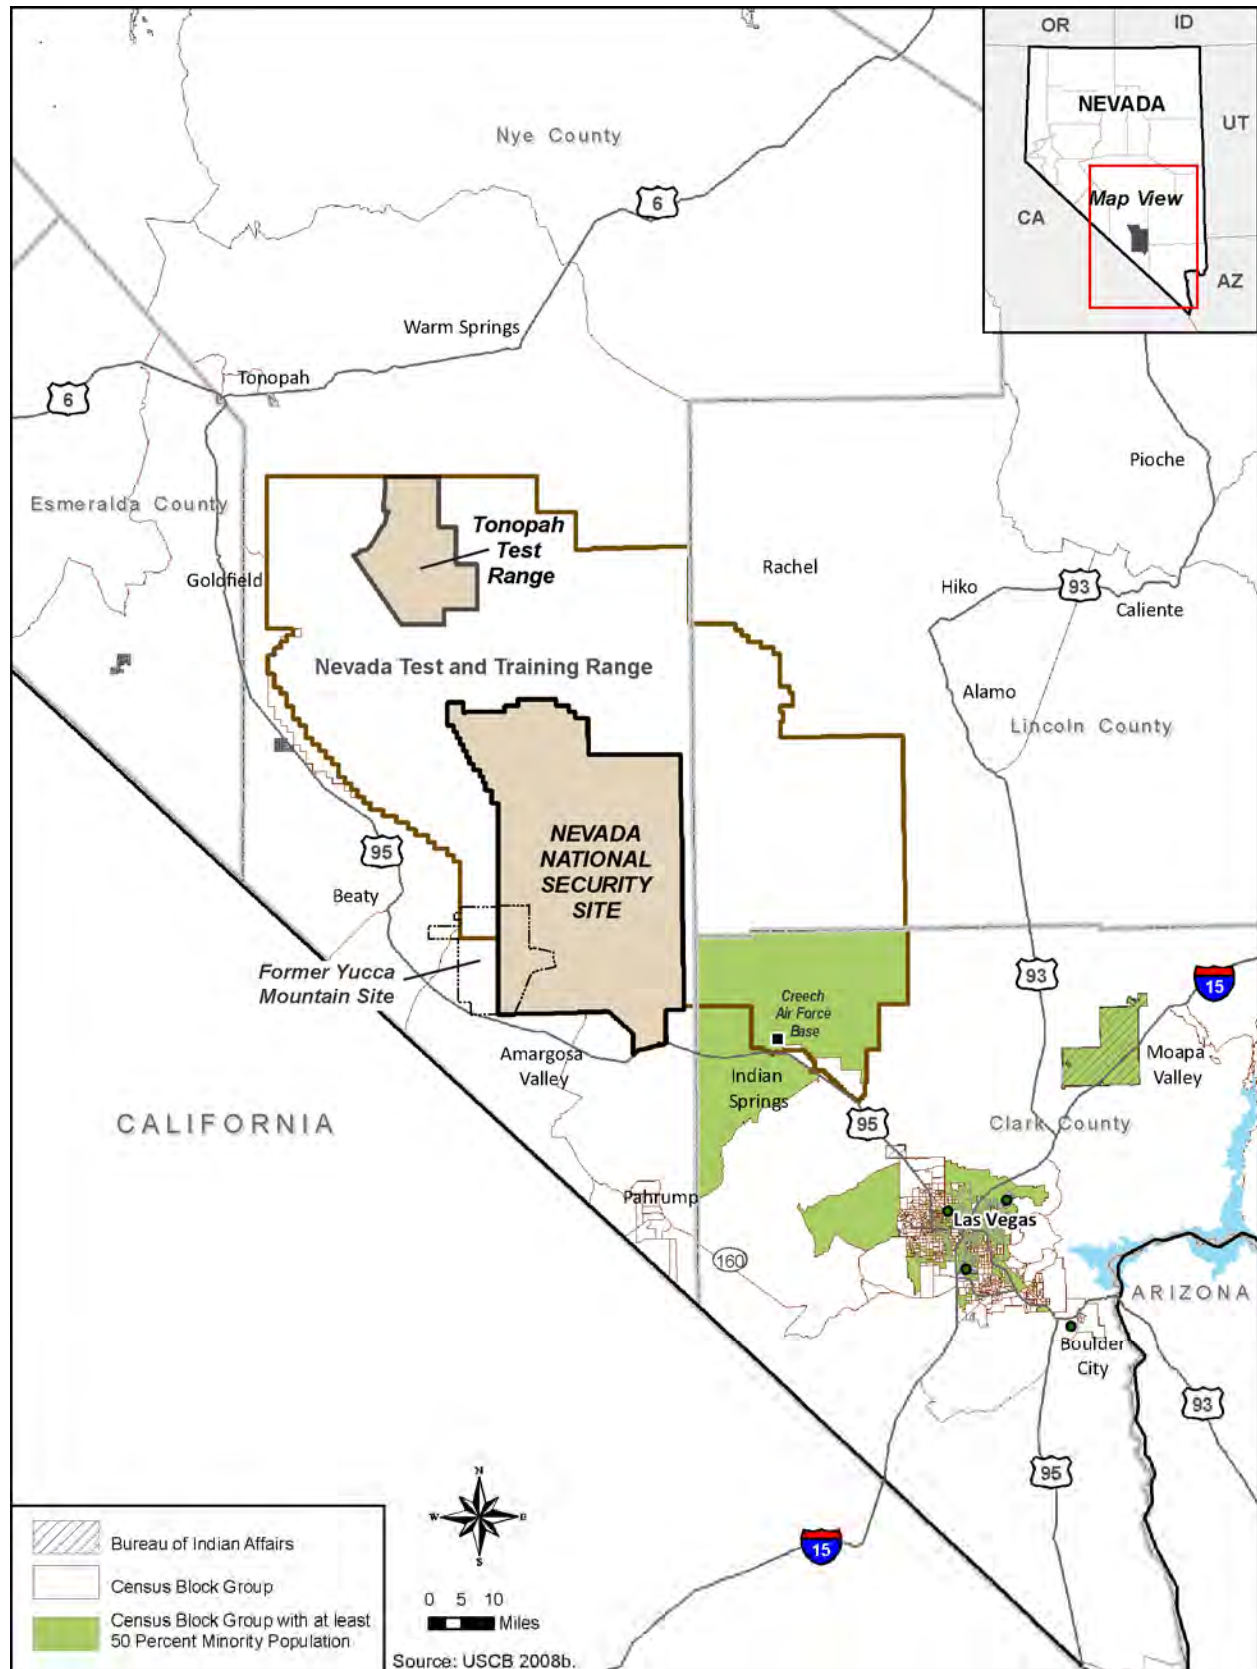 OR
ID
NEVADA
UT
Map View
CA
AZ
Nye County
6
Warm Springs
Tonopah
6
Pioche
Esmeralda County
Tonopah
Test
Range
Goldfield
Rachel
Hiko
93
Caliente
Nevada Test and Training Range
Alamo
Lincoln County
NEVADA
NATIONAL
SECURITY
SITE
95
Beaty
Former Yucca
Mountain Site
93
15
Creech
Air Force
Base
Amargosa
Valley
Indian
Springs
Moapa
Valley
CALIFORNIA
95
Clark County
Pahrump
Las Vegas
160
ARIZONA
Boulder
City
93
95
15
N
W
E
S
Bureau of Indian Affairs
Census Block Group
Census Block Group with at least
50 Percent Minority Population
0 5 10
Miles
Source: USCB 2008b.